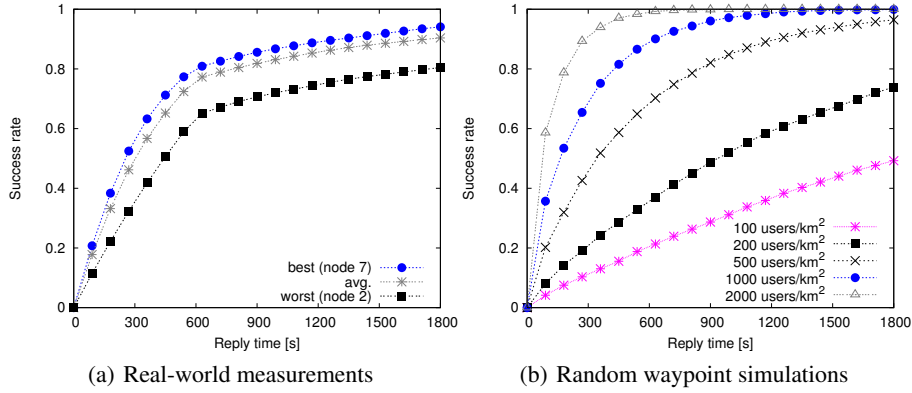 Success rate
1
0.8
0.6
0.4
0.2
0
0 300 600 900 1200 1500 1800
Reply time [s]
best (node 7)
avg.
worst (node 2)
(a) Real-world measurements
Success rate
1
0.8
0.6
0.4
0.2
0
0 300 600 900 1200 1500 1800
Reply time [s]
100 users/km²
200 users/km²
500 users/km²
1000 users/km²
2000 users/km²
(b) Random waypoint simulations